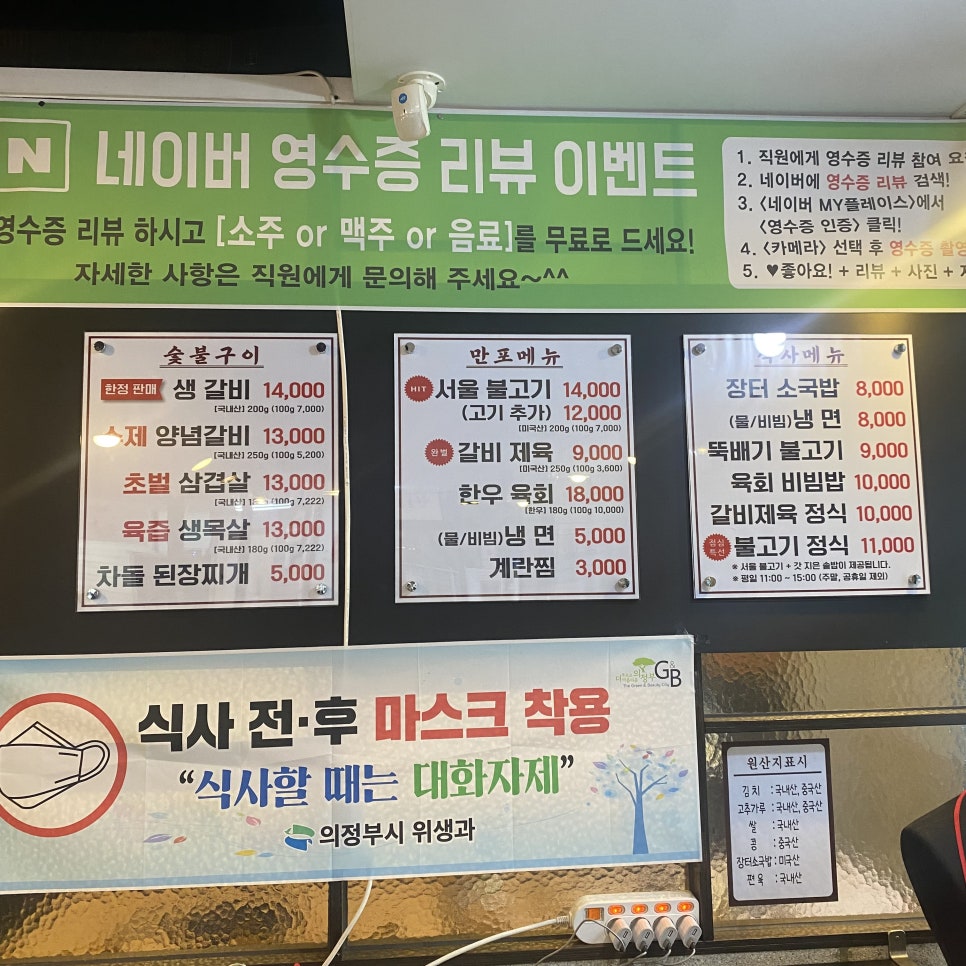 N 네이버 영수증 리뷰 이벤트
영수증 리뷰 하시고 [소주 or 맥주 or 음료]를 무료로 드세요!
자세한 사항은 직원에게 문의해 주세요~^^
1. 직원에게 영수증 리뷰 참여
2. 네이버에 영수증 리뷰 검색!
3. <네이버 MY플레이스>에서
<영수증 인증> 클릭!
4. <카메라> 선택 후 영수증 촬영
5. ♥좋아요! + 리뷰 + 사진 +
숯불구이
한정 판매 생 갈비 14,000
[국내산] 200g (100g 7,000)
수제 양념갈비 13,000
[국내산] 250g (100g 5,200)
초벌 삼겹살 13,000
[국내산] 180g (100g 7,222)
육즙 생목살 13,000
[국내산] 180g (100g 7,222)
차돌 된장찌개 5,000
만포메뉴
HIT 서울 불고기 14,000
(고기 추가) 12,000
[미국산] 200g (100g 7,000)
완벌 갈비 제육 9,000
[미국산] 250g (100g 3,600)
한우 육회 18,000
[한우] 180g (100g 10,000)
(물/비빔)냉 면 5,000
계란찜 3,000
식사메뉴
장터 소국밥 8,000
(물/비빔)냉 면 8,000
뚝배기 불고기 9,000
육회 비빔밥 10,000
갈비제육 정식 10,000
점심특선 불고기 정식 11,000
※ 서울 불고기 + 갓 지은 솥밥이 제공됩니다.
※ 평일 11:00 ~ 15:00 (주말, 공휴일 제외)
의정부 G&B
The Green & Beauty City
식사 전·후 마스크 착용
“식사할 때는 대화자제”
의정부시 위생과
원산지표시
김치 : 국내산, 중국산
고추가루 : 국내산, 중국산
쌀 : 국내산
콩 : 중국산
장터소국밥 : 미국산
편육 : 국내산